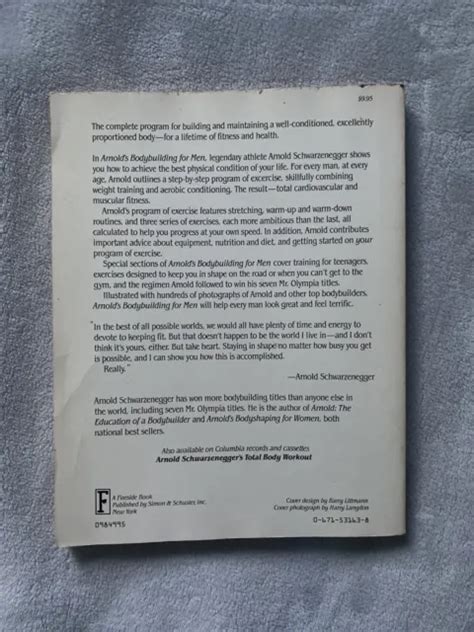 $9.95
The complete program for building and maintaining a well-conditioned, excellently
proportioned body—for a lifetime of fitness and health.
In Arnold's Bodybuilding for Men, legendary athlete Arnold Schwarzenegger shows
you how to achieve the best physical condition of your life. For every man, at every
age, Arnold outlines a step-by-step program of excercise, skillfully combining
weight training and aerobic conditioning. The result—total cardiovascular and
muscular fitness.
Arnold's program of exercise features stretching, warm-up and warm-down
routines, and three series of exercises, each more ambitious than the last, all
calculated to help you progress at your own speed. In addition, Arnold contributes
important advice about equipment, nutrition and diet, and getting started on your
program of exercise.
Special sections of Arnold's Bodybuilding for Men cover training for teenagers,
exercises designed to keep you in shape on the road or when you can't get to the
gym, and the regimen Arnold followed to win his seven Mr. Olympia titles.
Illustrated with hundreds of photographs of Arnold and other top bodybuilders,
Arnold's Bodybuilding for Men will help every man look great and feel terrific.
"In the best of all possible worlds, we would all have plenty of time and energy to
devote to keeping fit. But that doesn't happen to be the world I live in—and I don't
think it's yours, either. But take heart. Staying in shape no matter how busy you get
is possible, and I can show you how this is accomplished.
Really."
—Arnold Schwarzenegger
Arnold Schwarzenegger has won more bodybuilding titles than anyone else in
the world, including seven Mr. Olympia titles. He is the author of Arnold: The
Education of a Bodybuilder and Arnold's Bodyshaping for Women, both
national best sellers.
Also available on Columbia records and cassettes
Arnold Schwarzenegger's Total Body Workout
F
A Fireside Book
Published by Simon & Schuster, Inc.
New York
Cover design by Barry Littmann
Cover photograph by Harry Langdon
0984995
0-671-53163-8